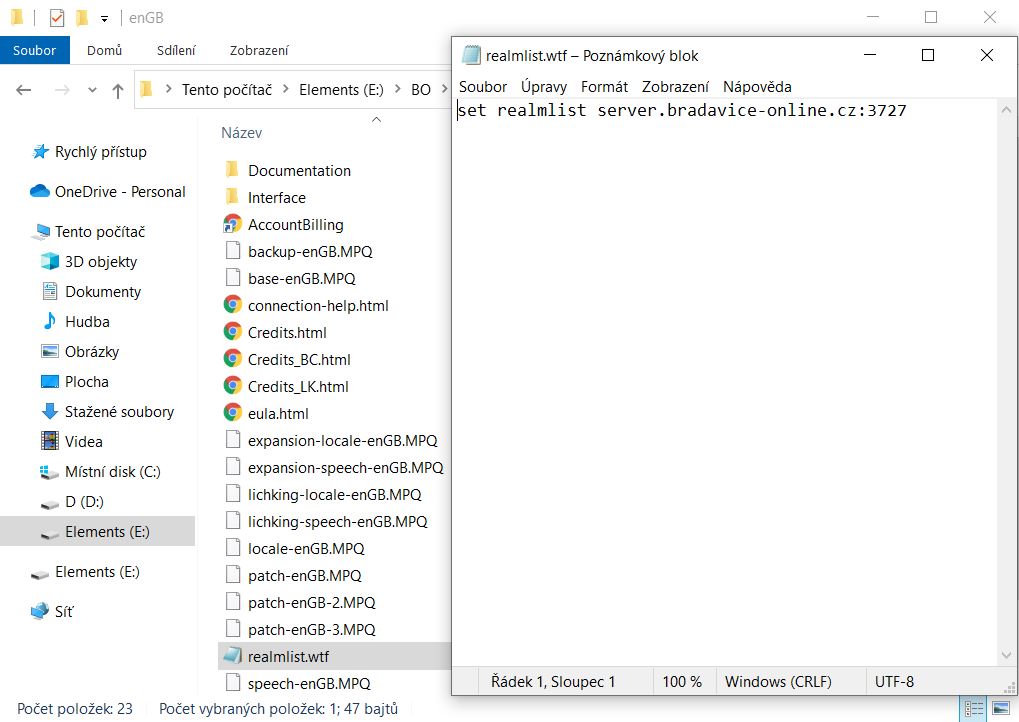 enGB
Soubor Domů Sdílení Zobrazení
Tento počítač Elements (E:) BO
Název
Rychlý přístup
OneDrive - Personal
Tento počítač
3D objekty
Dokumenty
Hudba
Obrázky
Plocha
Stažené soubory
Videa
Místní disk (C:)
D (D:)
Elements (E:)
Elements (E:)
Síť
Documentation
Interface
AccountBilling
backup-enGB.MPQ
base-enGB.MPQ
connection-help.html
Credits.html
Credits_BC.html
Credits_LK.html
eula.html
expansion-locale-enGB.MPQ
expansion-speech-enGB.MPQ
lichking-locale-enGB.MPQ
lichking-speech-enGB.MPQ
locale-enGB.MPQ
patch-enGB.MPQ
patch-enGB-2.MPQ
patch-enGB-3.MPQ
realmlist.wtf
speech-enGB.MPQ
Počet položek: 23 Počet vybraných položek: 1; 47 bajtů
realmlist.wtf – Poznámkový blok
Soubor Úpravy Formát Zobrazení Nápověda
set realmlist server.bradavice-online.cz:3727
Řádek 1, Sloupec 1 100 % Windows (CRLF) UTF-8